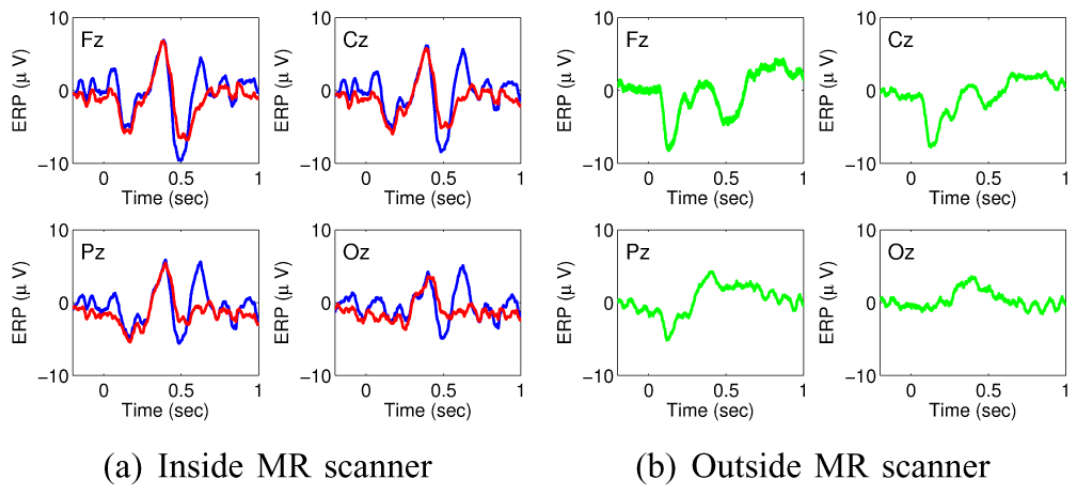 Fz
10
0
−10
ERP (μ V)
0 0.5 1
Time (sec)
Cz
10
0
−10
ERP (μ V)
0 0.5 1
Time (sec)
Fz
10
0
−10
ERP (μ V)
0 0.5 1
Time (sec)
Cz
10
0
−10
ERP (μ V)
0 0.5 1
Time (sec)
Pz
10
0
−10
ERP (μ V)
0 0.5 1
Time (sec)
Oz
10
0
−10
ERP (μ V)
0 0.5 1
Time (sec)
Pz
10
0
−10
ERP (μ V)
0 0.5 1
Time (sec)
Oz
10
0
−10
ERP (μ V)
0 0.5 1
Time (sec)
(a) Inside MR scanner
(b) Outside MR scanner